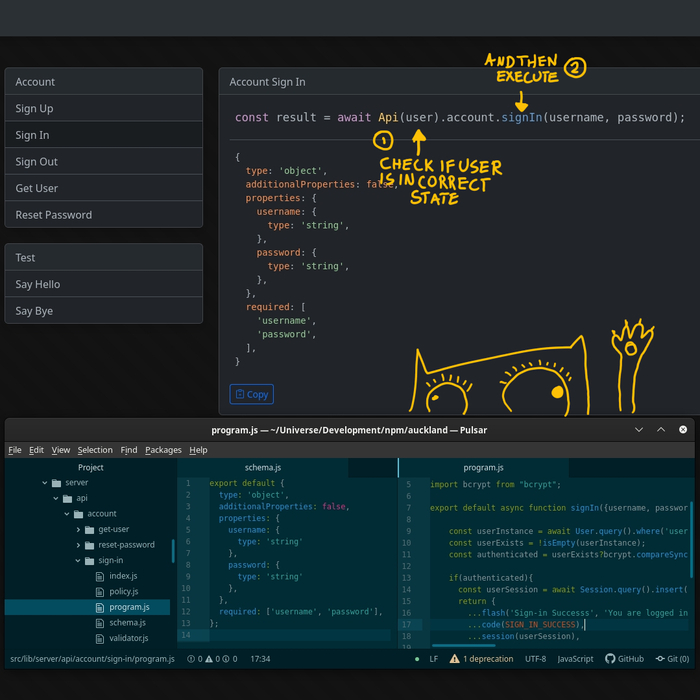 AND THEN
EXECUTE 2
Account
Sign Up
Sign In
Sign Out
Get User
Reset Password
Test
Say Hello
Say Bye
Account Sign In
const result = await Api(user).account.signIn(username, password);
1
CHECK IF USER
IS IN CORRECT
STATE
{
type: 'object',
additionalProperties: false,
properties: {
username: {
type: 'string',
},
password: {
type: 'string',
},
},
required: [
'username',
'password',
],
}
Copy
program.js — ~/Universe/Development/npm/auckland — Pulsar
File Edit View Selection Find Packages Help
Project
server
api
account
get-user
reset-password
sign-in
index.js
policy.js
program.js
schema.js
validator.js
schema.js
1 export default {
2 type: 'object',
3 additionalProperties: false,
4 properties: {
5 username: {
6 type: 'string'
7 },
8 password: {
9 type: 'string'
10 },
11 },
12 required: ['username', 'password'],
13 };
14
program.js
5 import bcrypt from "bcrypt";
6
7 export default async function signIn({username, passwor
8
9 const userInstance = await User.query().where('user
10 const userExists = !isEmpty(userInstance);
11 const authenticated = userExists?bcrypt.compareSync
12
13 if(authenticated){
14 const userSession = await Session.query().insert(
15 return {
16 ...flash('Sign-in Successs', 'You are logged in
17 ...code(SIGN_IN_SUCCESS),
18 ...session(userSession),
19
src/lib/server/api/account/sign-in/program.js 0 0 0 17:34 LF 1 deprecation UTF-8 JavaScript GitHub Git (0)